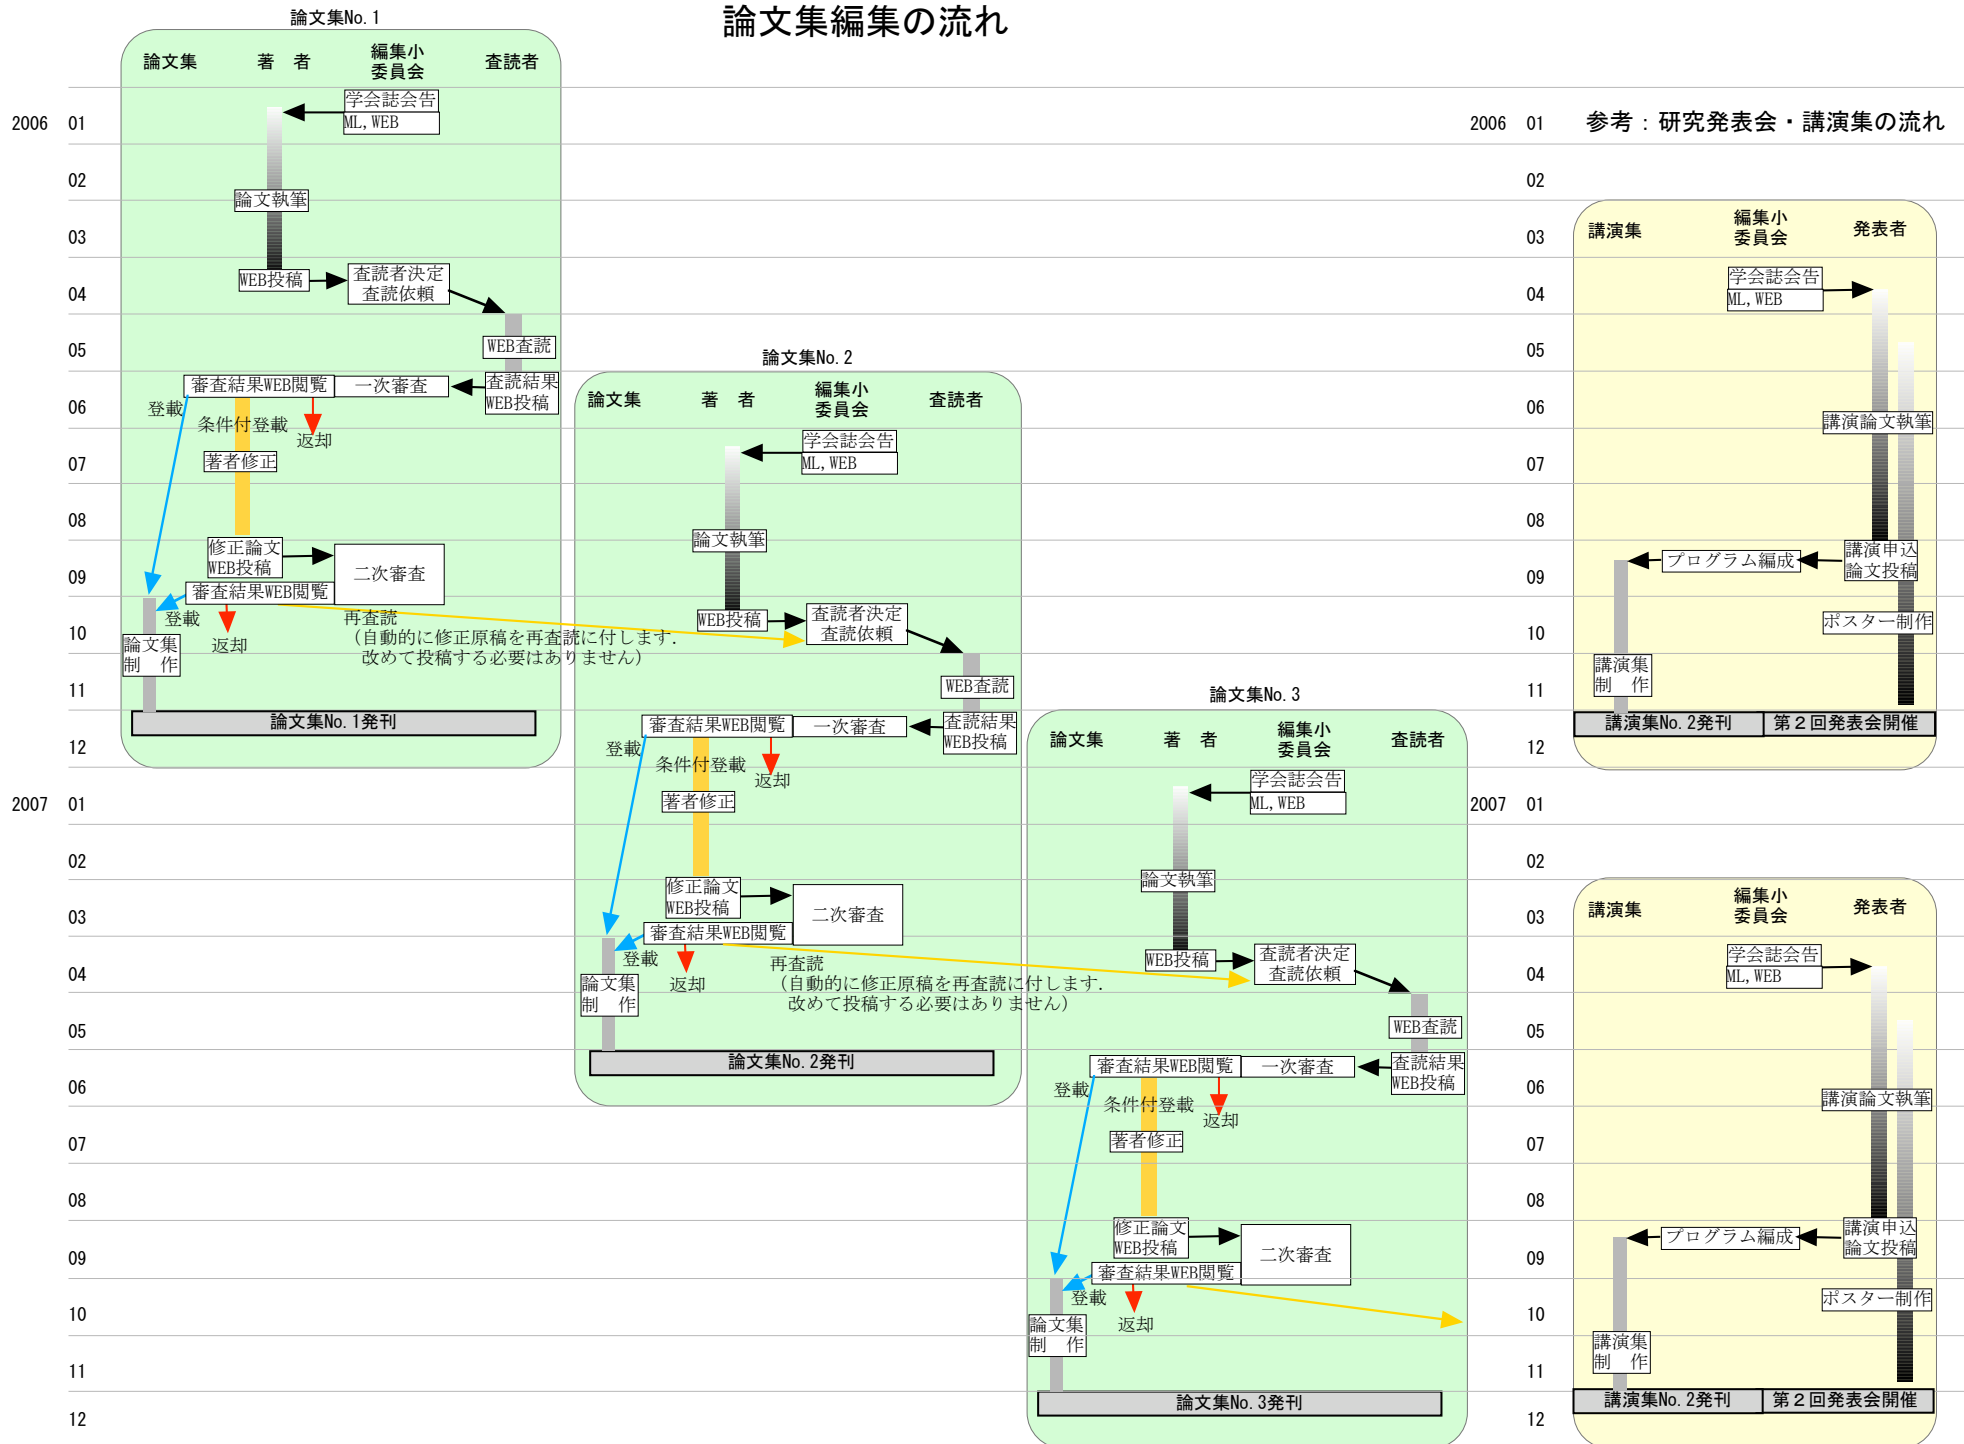 論文集編集の流れ
論文集No.1
論文集
著 者
編集小
委員会
査読者
学会誌会告
ML,WEB
論文執筆
WEB投稿
査読者決定
査読依頼
WEB査読
査読結果
WEB投稿
一次審査
審査結果WEB閲覧
登載
条件付登載
返却
著者修正
修正論文
WEB投稿
二次審査
審査結果WEB閲覧
登載
返却
再査読
(自動的に修正原稿を再査読に付します.
改めて投稿する必要はありません)
論文集
制 作
論文集No.1発刊
論文集No.2
論文集
著 者
編集小
委員会
査読者
学会誌会告
ML,WEB
論文執筆
WEB投稿
査読者決定
査読依頼
WEB査読
査読結果
WEB投稿
一次審査
審査結果WEB閲覧
登載
条件付登載
返却
著者修正
修正論文
WEB投稿
二次審査
審査結果WEB閲覧
登載
返却
再査読
(自動的に修正原稿を再査読に付します.
改めて投稿する必要はありません)
論文集
制 作
論文集No.2発刊
論文集No.3
論文集
著 者
編集小
委員会
査読者
学会誌会告
ML,WEB
論文執筆
WEB投稿
査読者決定
査読依頼
WEB査読
査読結果
WEB投稿
一次審査
審査結果WEB閲覧
登載
条件付登載
返却
著者修正
修正論文
WEB投稿
二次審査
審査結果WEB閲覧
登載
返却
論文集
制 作
論文集No.3発刊
2006 01
02
03
04
05
06
07
08
09
10
11
12
2007 01
02
03
04
05
06
07
08
09
10
11
12
2006 01
02
03
04
05
06
07
08
09
10
11
12
2007 01
02
03
04
05
06
07
08
09
10
11
12
参考：研究発表会・講演集の流れ
講演集
編集小
委員会
発表者
学会誌会告
ML,WEB
講演論文執筆
講演申込
論文投稿
プログラム編成
ポスター制作
講演集
制 作
講演集No.2発刊
第２回発表会開催
講演集
編集小
委員会
発表者
学会誌会告
ML,WEB
講演論文執筆
講演申込
論文投稿
プログラム編成
ポスター制作
講演集
制 作
講演集No.2発刊
第２回発表会開催